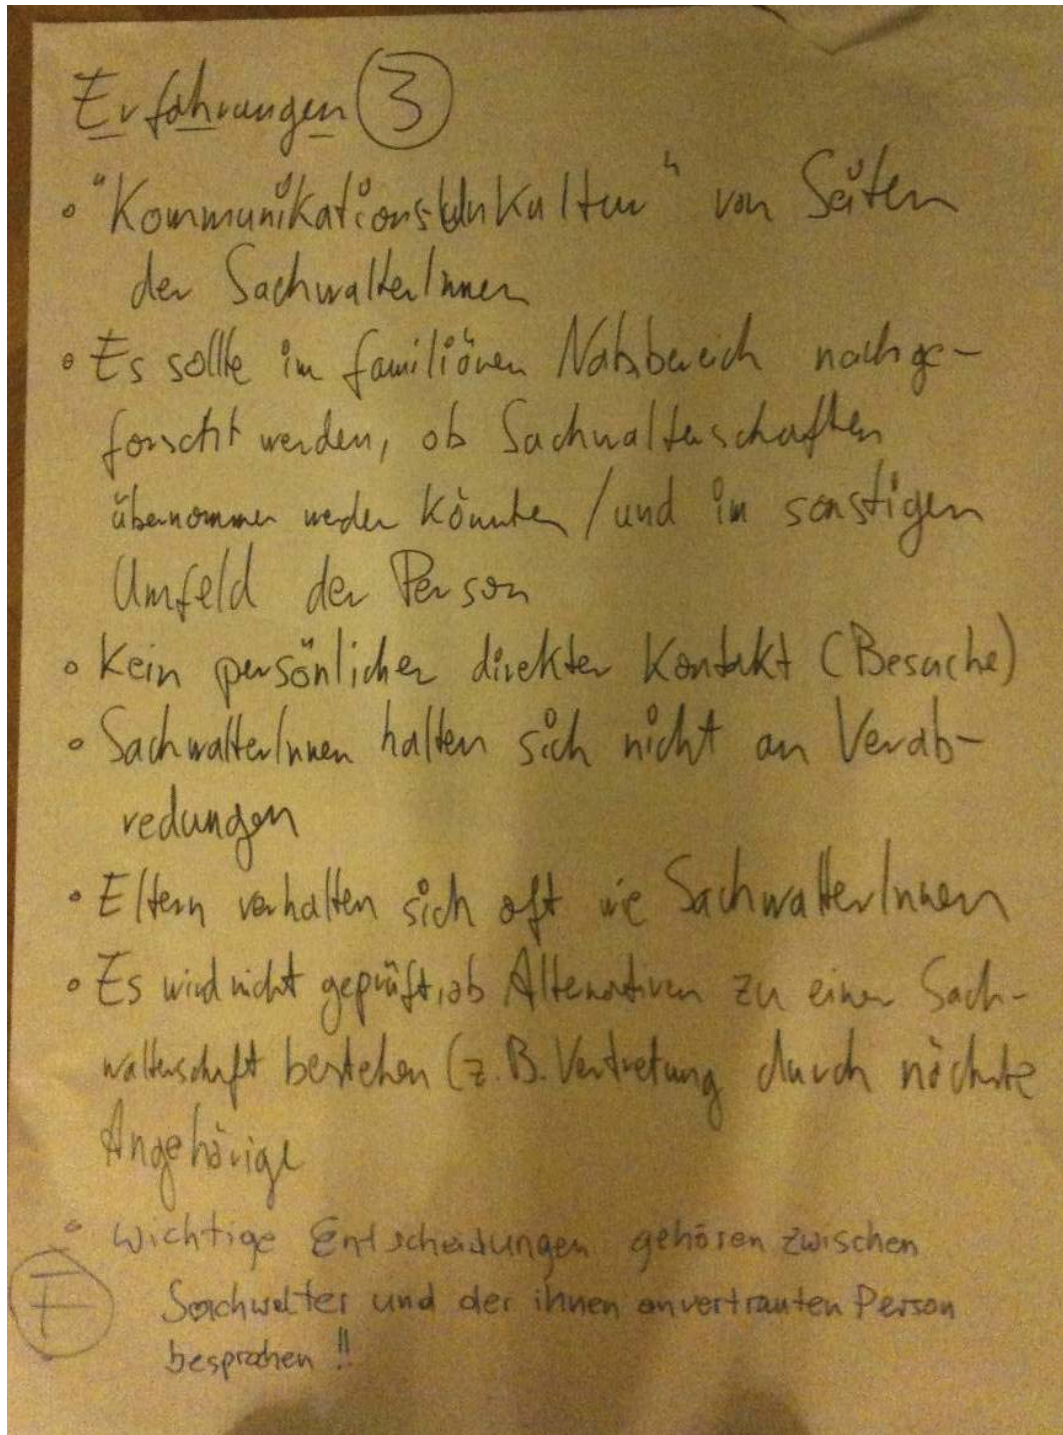 Erfahrungen 3
• "Kommunikationsunkultur" von Seiten
der SachwalterInnen
• Es sollte im familiären Nahbereich nachge-
forscht werden, ob Sachwalterschaften
übernommen werden könnten / und im sonstigen
Umfeld der Person
• Kein persönlicher direkter Kontakt (Besuche)
• SachwalterInnen halten sich nicht an Verab-
redungen
• Eltern verhalten sich oft wie SachwalterInnen
• Es wird nicht geprüft, ob Alternativen zu einer Sach-
walterschaft bestehen (z.B. Vertretung durch nächste
Angehörige
• Wichtige Entscheidungen gehören zwischen
F Sachwalter und der ihnen anvertrauten Person
besprochen !!